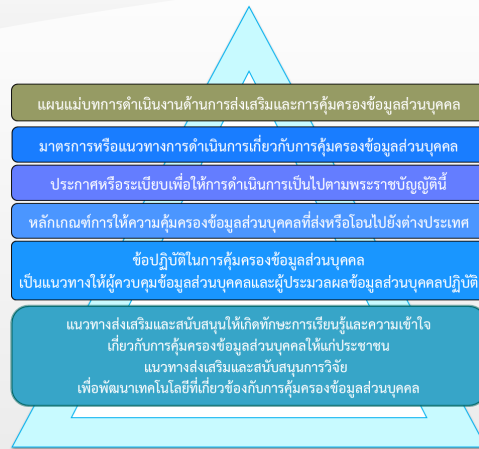 แผนแม่บทการดำเนินงานด้านการส่งเสริมและการคุ้มครองข้อมูลส่วนบุคคล
มาตรการหรือแนวทางการดำเนินการเกี่ยวกับการคุ้มครองข้อมูลส่วนบุคคล
ประกาศหรือระเบียบเพื่อให้การดำเนินการเป็นไปตามพระราชบัญญัตินี้
หลักเกณฑ์การให้ความคุ้มครองข้อมูลส่วนบุคคลที่ส่งหรือโอนไปยังต่างประเทศ
ข้อปฏิบัติในการคุ้มครองข้อมูลส่วนบุคคล
เป็นแนวทางให้ผู้ควบคุมข้อมูลส่วนบุคคลและผู้ประมวลผลข้อมูลส่วนบุคคลปฏิบัติ
แนวทางส่งเสริมและสนับสนุนให้เกิดทักษะการเรียนรู้และความเข้าใจ
เกี่ยวกับการคุ้มครองข้อมูลส่วนบุคคลให้แก่ประชาชน
แนวทางส่งเสริมและสนับสนุนการวิจัย
เพื่อพัฒนาเทคโนโลยีที่เกี่ยวข้องกับการคุ้มครองข้อมูลส่วนบุคคล